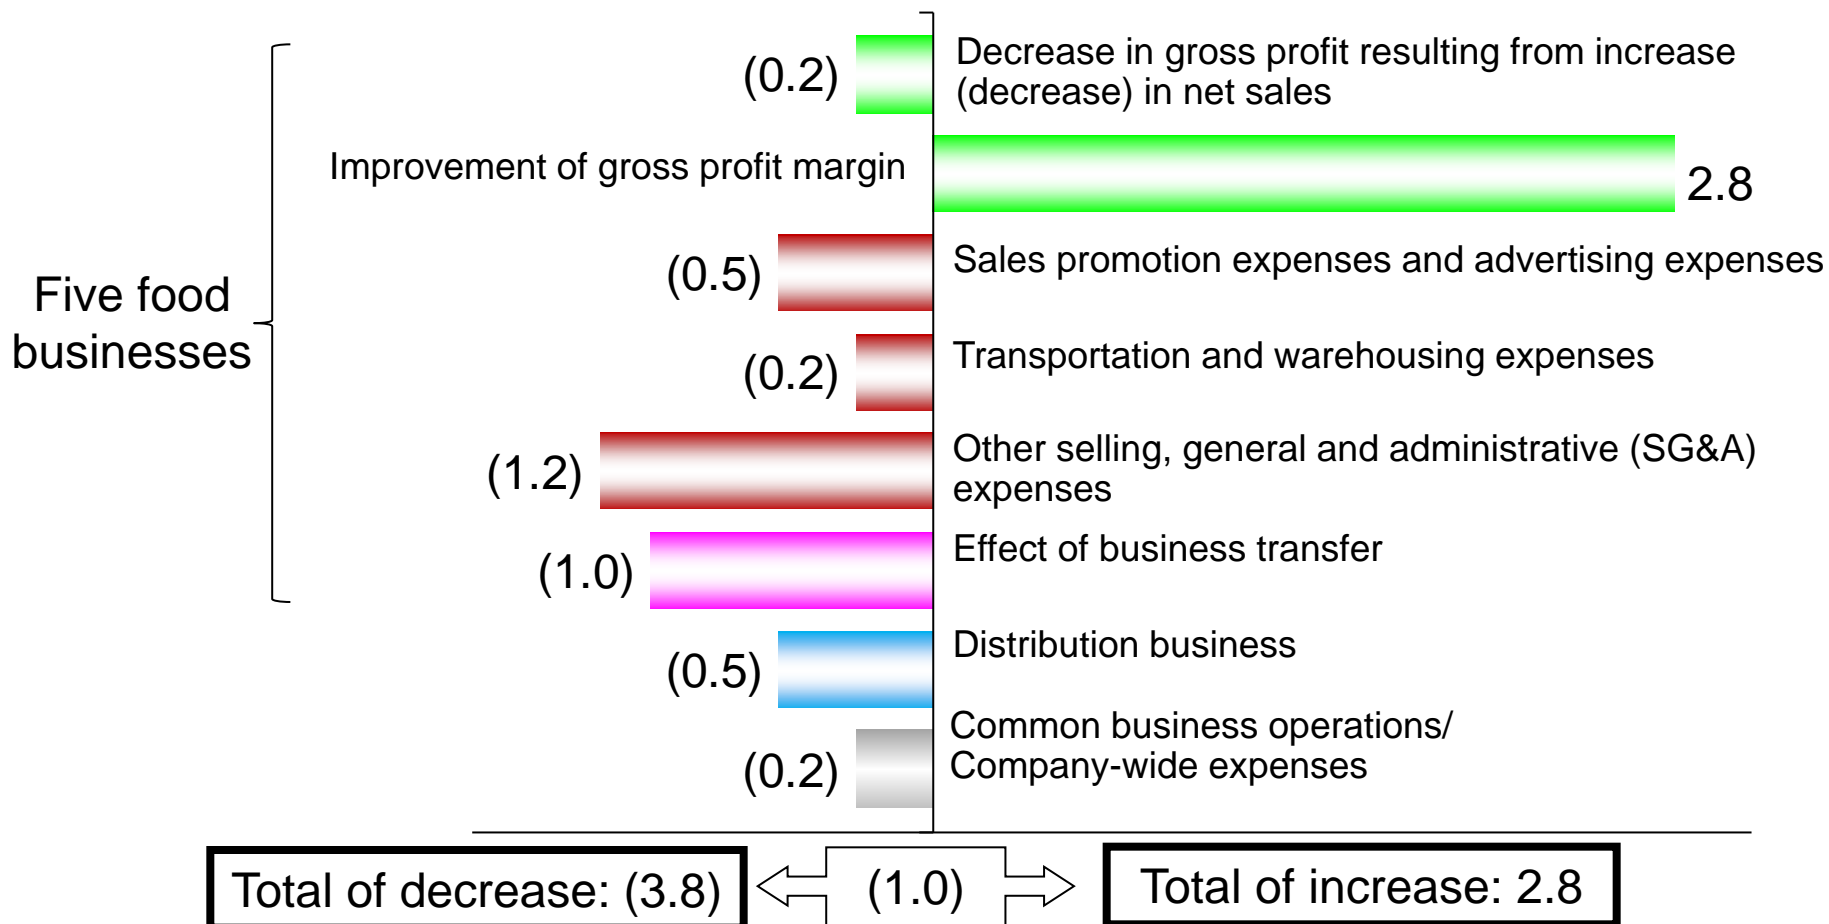 (0.2)
Decrease in gross profit resulting from increase
(decrease) in net sales
Improvement of gross profit margin
2.8
(0.5)
Sales promotion expenses and advertising expenses
Five food
businesses
(0.2)
Transportation and warehousing expenses
(1.2)
Other selling, general and administrative (SG&A)
expenses
(1.0)
Effect of business transfer
(0.5)
Distribution business
(0.2)
Common business operations/
Company-wide expenses
Total of decrease: (3.8)
(1.0)
Total of increase: 2.8